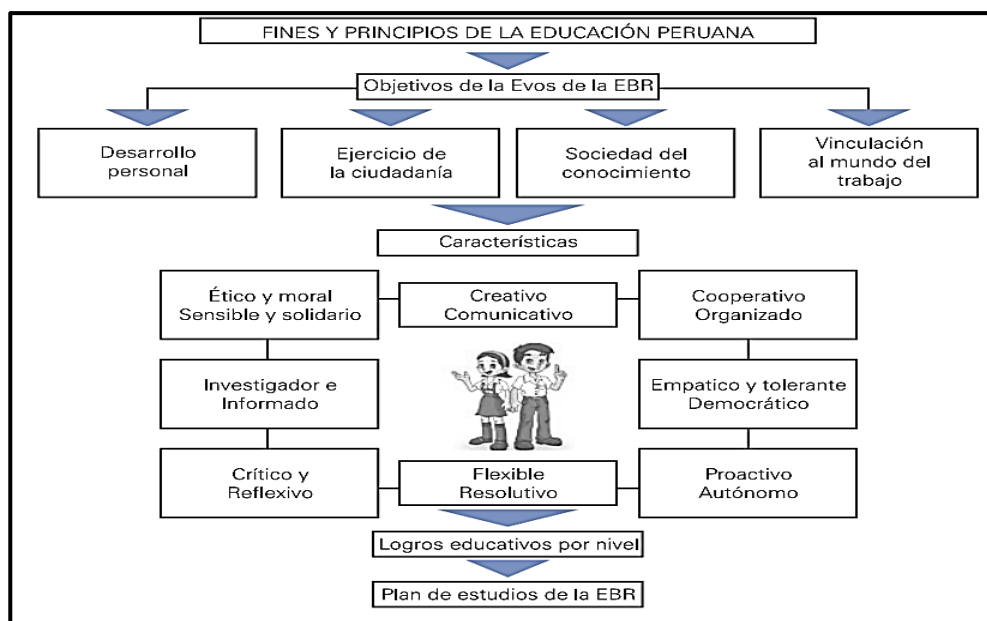 FINES Y PRINCIPIOS DE LA EDUCACIÓN PERUANA
Objetivos de la Evos de la EBR
Desarrollo
personal
Ejercicio de
la ciudadanía
Sociedad del
conocimiento
Vinculación
al mundo del
trabajo
Característícas
Ético y moral
Sensible y solidario
Creativo
Comunicativo
Cooperativo
Organizado
Investigador e
Informado
Empatico y tolerante
Democrático
Crítico y
Reflexivo
Flexible
Resolutivo
Proactivo
Autónomo
Logros educativos por nivel
Plan de estudios de la EBR